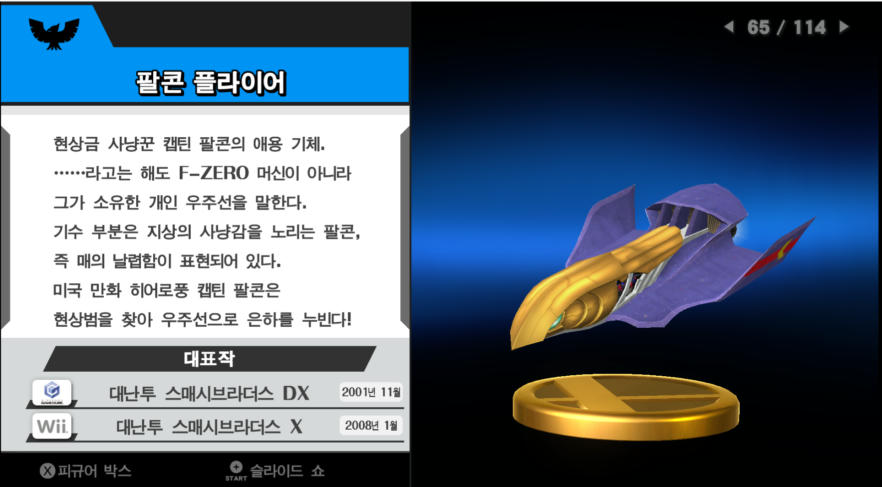 65 / 114
팔콘 플라이어
현상금 사냥꾼 캡틴 팔콘의 애용 기체.
……라고는 해도 F-ZERO 머신이 아니라
그가 소유한 개인 우주선을 말한다.
기수 부분은 지상의 사냥감을 노리는 팔콘,
즉 매의 날렵함이 표현되어 있다.
미국 만화 히어로풍 캡틴 팔콘은
현상범을 찾아 우주선으로 은하를 누빈다!
대표작
대난투 스매시브라더스 DX 2001년 11월
Wii 대난투 스매시브라더스 X 2008년 1월
X 피규어 박스 START 슬라이드 쇼